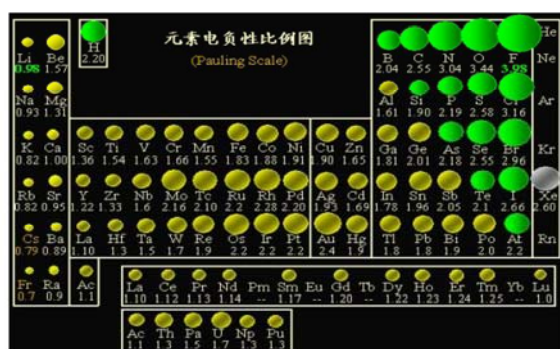 元素电负性比例图
(Pauling Scale)
H He
2.20
Li Be B C N O F Ne
0.98 1.57 2.04 2.55 3.04 3.44 3.98
Na Mg Al Si P S Cl Ar
0.93 1.31 1.61 1.90 2.19 2.58 3.16
K Ca Sc Ti V Cr Mn Fe Co Ni Cu Zn Ga Ge As Se Br Kr
0.82 1.00 1.36 1.54 1.63 1.66 1.55 1.83 1.88 1.91 1.90 1.65 1.81 2.01 2.18 2.55 2.96
Rb Sr Y Zr Nb Mo Tc Ru Rh Pd Ag Cd In Sn Sb Te I Xe
0.82 0.95 1.22 1.33 1.6 2.16 2.10 2.2 2.28 2.20 1.93 1.69 1.78 1.96 2.05 2.1 2.66 2.60
Cs Ba La Hf Ta W Re Os Ir Pt Au Hg Tl Pb Bi Po At Rn
0.79 0.89 1.10 1.3 1.5 1.7 1.9 2.2 2.2 2.2 2.4 1.9 1.8 1.8 1.9 2.0 2.2
Fr Ra Ac
0.7 0.9 1.1
La Ce Pr Nd Pm Sm Eu Gd Tb Dy Ho Er Tm Yb Lu
1.10 1.12 1.13 1.14 -- 1.17 -- 1.20 -- 1.22 1.23 1.24 1.25 -- 1.0
Ac Th Pa U Np Pu
1.1 1.3 1.5 1.7 1.3 1.3